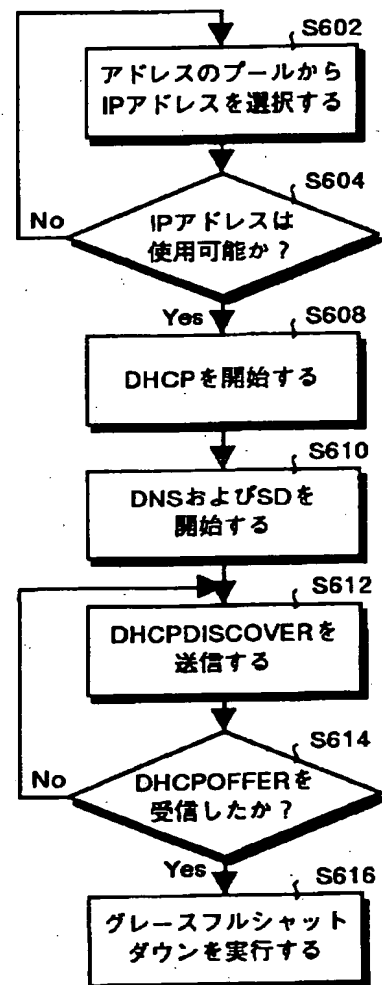 S602
アドレスのプールから
IPアドレスを選択する
S604
No
IPアドレスは
使用可能か?
Yes
S608
DHCPを開始する
S610
DNSおよびSDを
開始する
S612
DHCPDISCOVERを
送信する
S614
No
DHCPOFFERを
受信したか?
Yes
S616
グレースフルシャット
ダウンを実行する